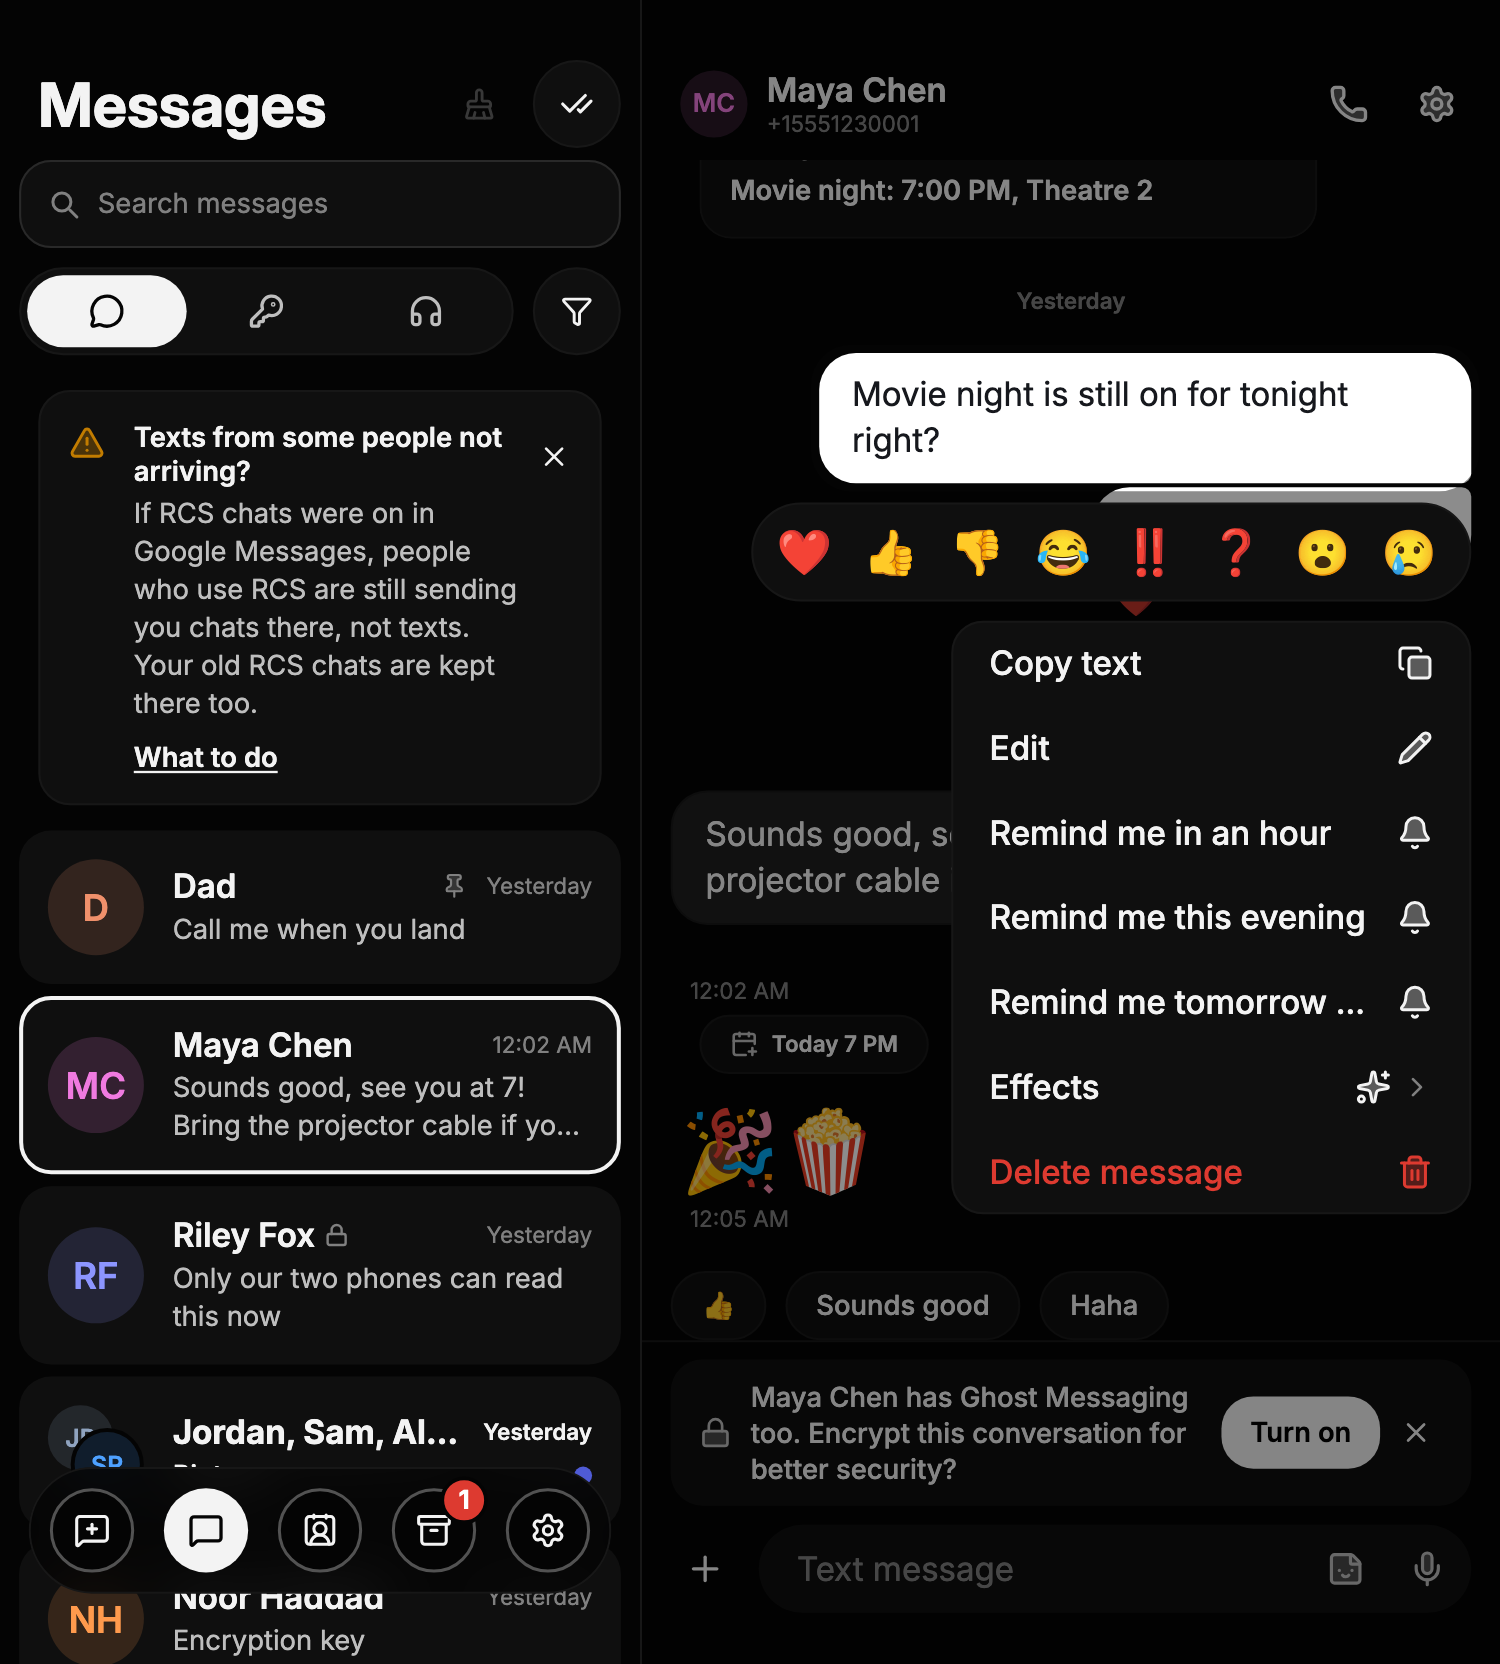 Messages
Search messages
Texts from some people not
arriving?
If RCS chats were on in
Google Messages, people
who use RCS are still sending
you chats there, not texts.
Your old RCS chats are kept
there too.
What to do
D
Dad
Yesterday
Call me when you land
MC
Maya Chen
12:02 AM
Sounds good, see you at 7!
Bring the projector cable if yo...
RF
Riley Fox
Yesterday
Only our two phones can read
this now
SP
Jordan, Sam, Al...
Yesterday
1
NH
Noor Haddad
Yesterday
Encryption key
MC
Maya Chen
+15551230001
Movie night: 7:00 PM, Theatre 2
Yesterday
Movie night is still on for tonight
right?
Copy text
Edit
Remind me in an hour
Remind me this evening
Remind me tomorrow ...
Effects
Delete message
Sounds good,
projector cable
12:02 AM
Today 7 PM
12:05 AM
Sounds good
Haha
Maya Chen has Ghost Messaging
too. Encrypt this conversation for
better security?
Turn on
Text message